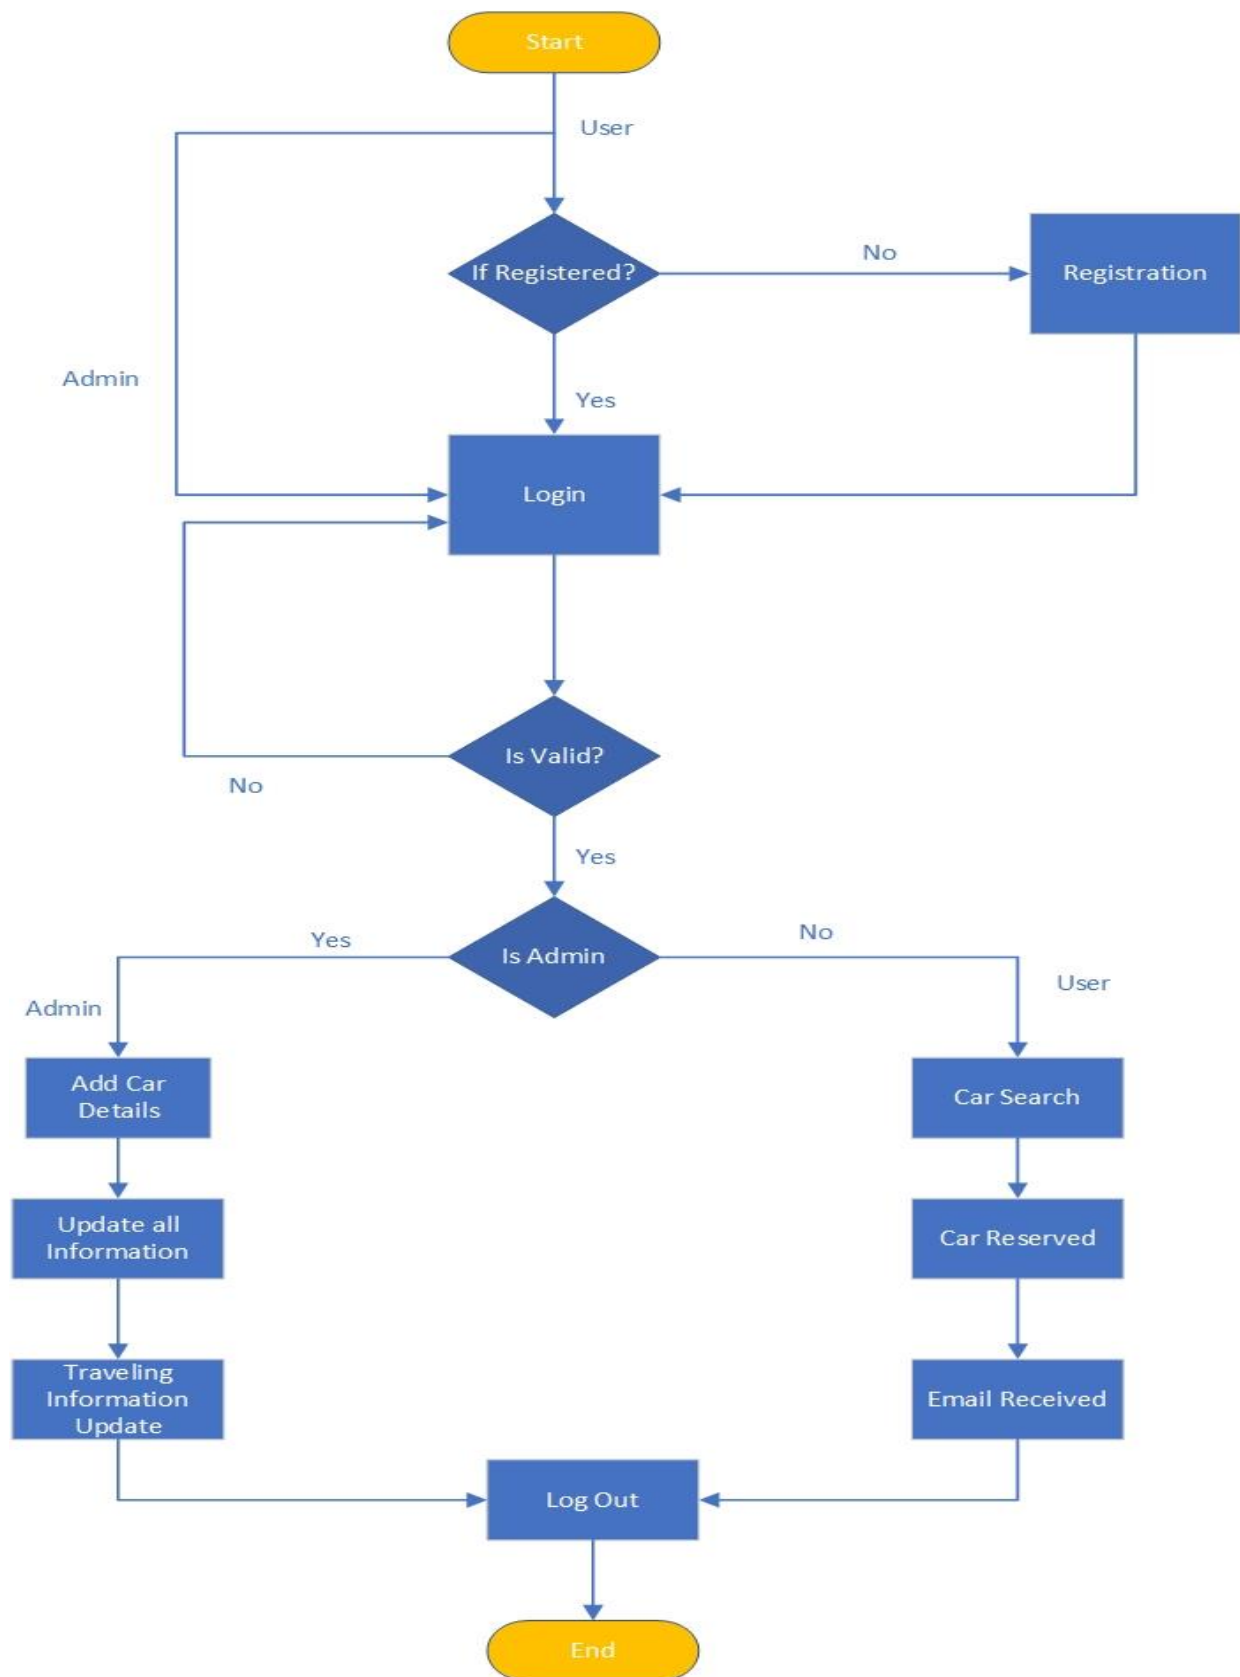 Start
User
If Registered?
No
Registration
Admin
Yes
Login
Is Valid?
No
Yes
Is Admin
Yes
No
User
Admin
Add Car
Details
Car Search
Update all
Information
Car Reserved
Traveling
Information
Update
Email Received
Log Out
End